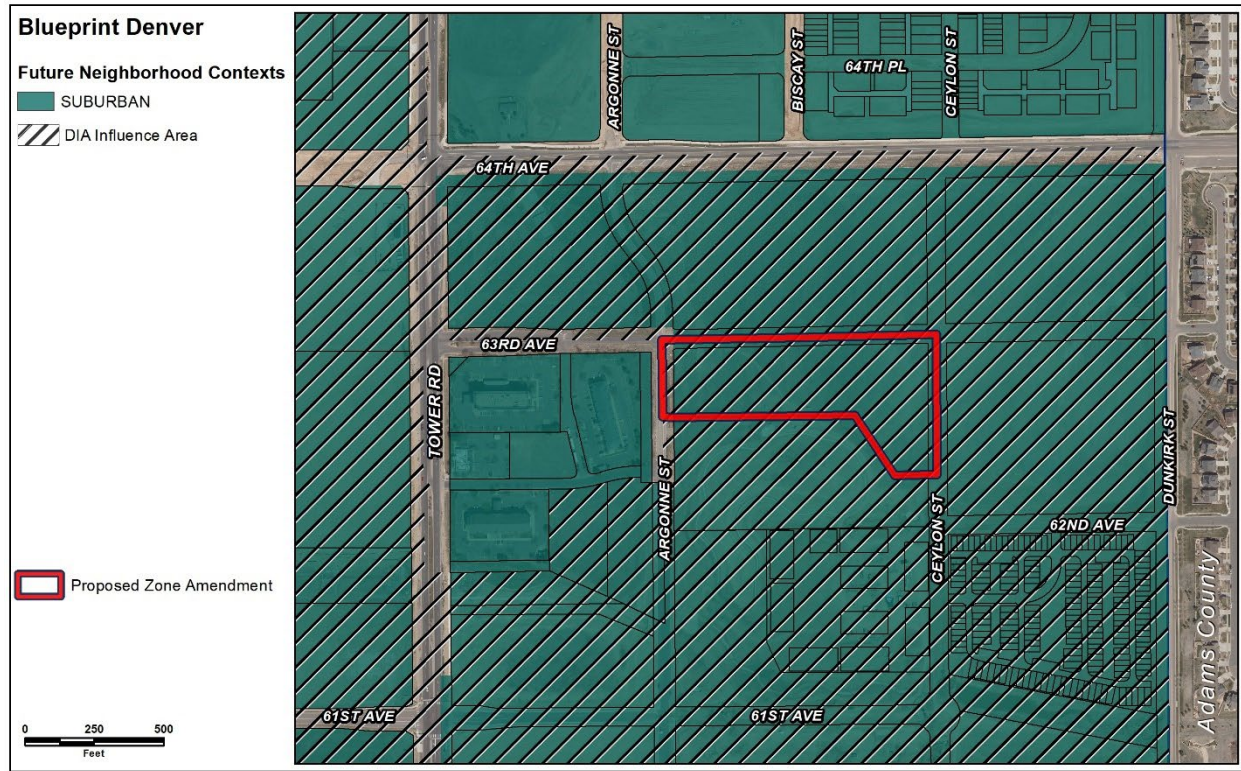 Blueprint Denver
Future Neighborhood Contexts
SUBURBAN
DIA Influence Area
Proposed Zone Amendment
0 250 500
Feet
ARGONNE ST
BISCAY ST
CEYLON ST
64TH PL
64TH AVE
63RD AVE
TOWER RD
ARGONNE ST
CEYLON ST
DUNKIRK ST
62ND AVE
61ST AVE
61ST AVE
Adams County